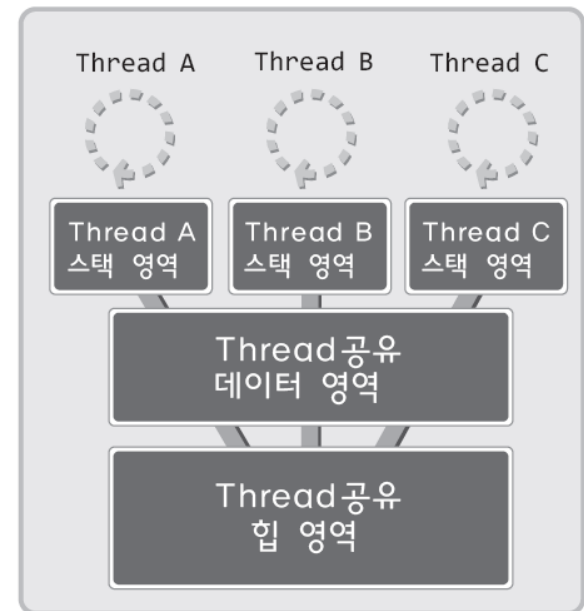 Thread A Thread B Thread C
Thread A Thread B Thread C
스택 영역 스택 영역 스택 영역
Thread공유
데이터 영역
Thread공유
힙 영역